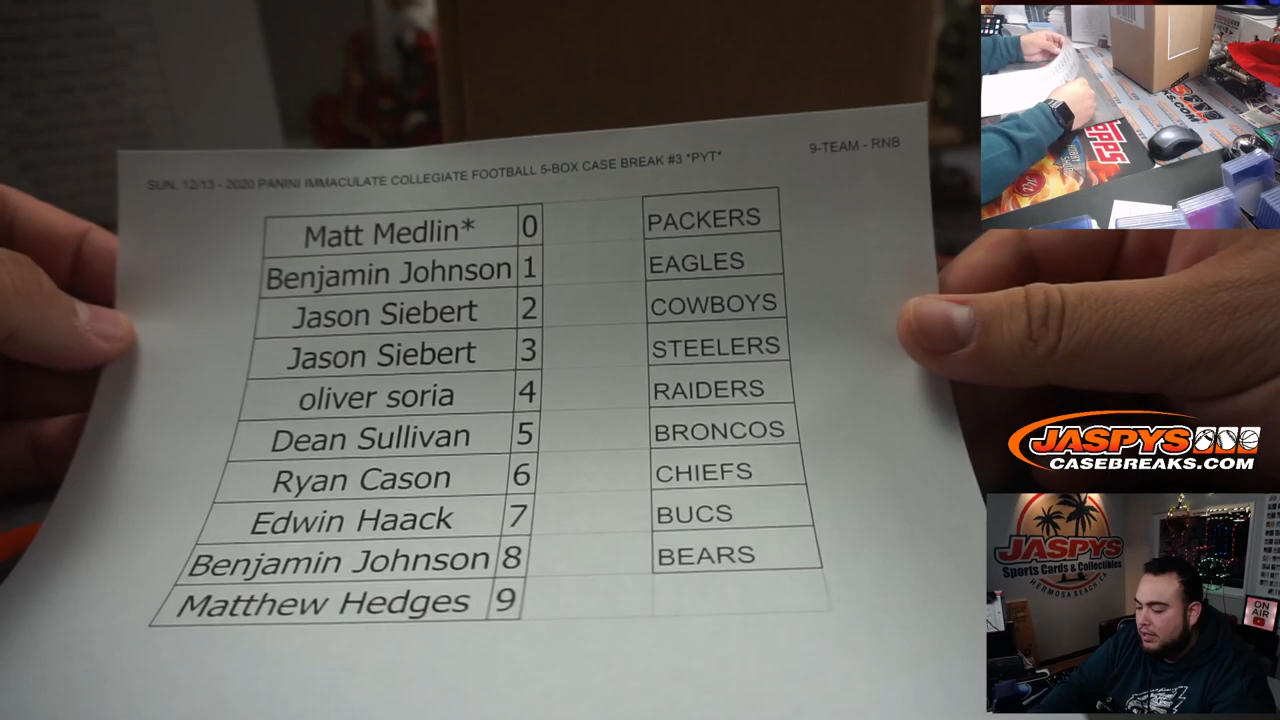 SUN. 12/13 - 2020 PANINI IMMACULATE COLLEGIATE FOOTBALL 5-BOX CASE BREAK #3 *PYT* 9-TEAM - RNB
Matt Medlin* 0 PACKERS
Benjamin Johnson 1 EAGLES
Jason Siebert 2 COWBOYS
Jason Siebert 3 STEELERS
oliver soria 4 RAIDERS
Dean Sullivan 5 BRONCOS
Ryan Cason 6 CHIEFS
Edwin Haack 7 BUCS
Benjamin Johnson 8 BEARS
Matthew Hedges 9
TOPPS
JASPYS
CASEBREAKS.COM
JASPYS
Sports Cards & Collectibles
HERMOSA BEACH, CA
ON
AIR